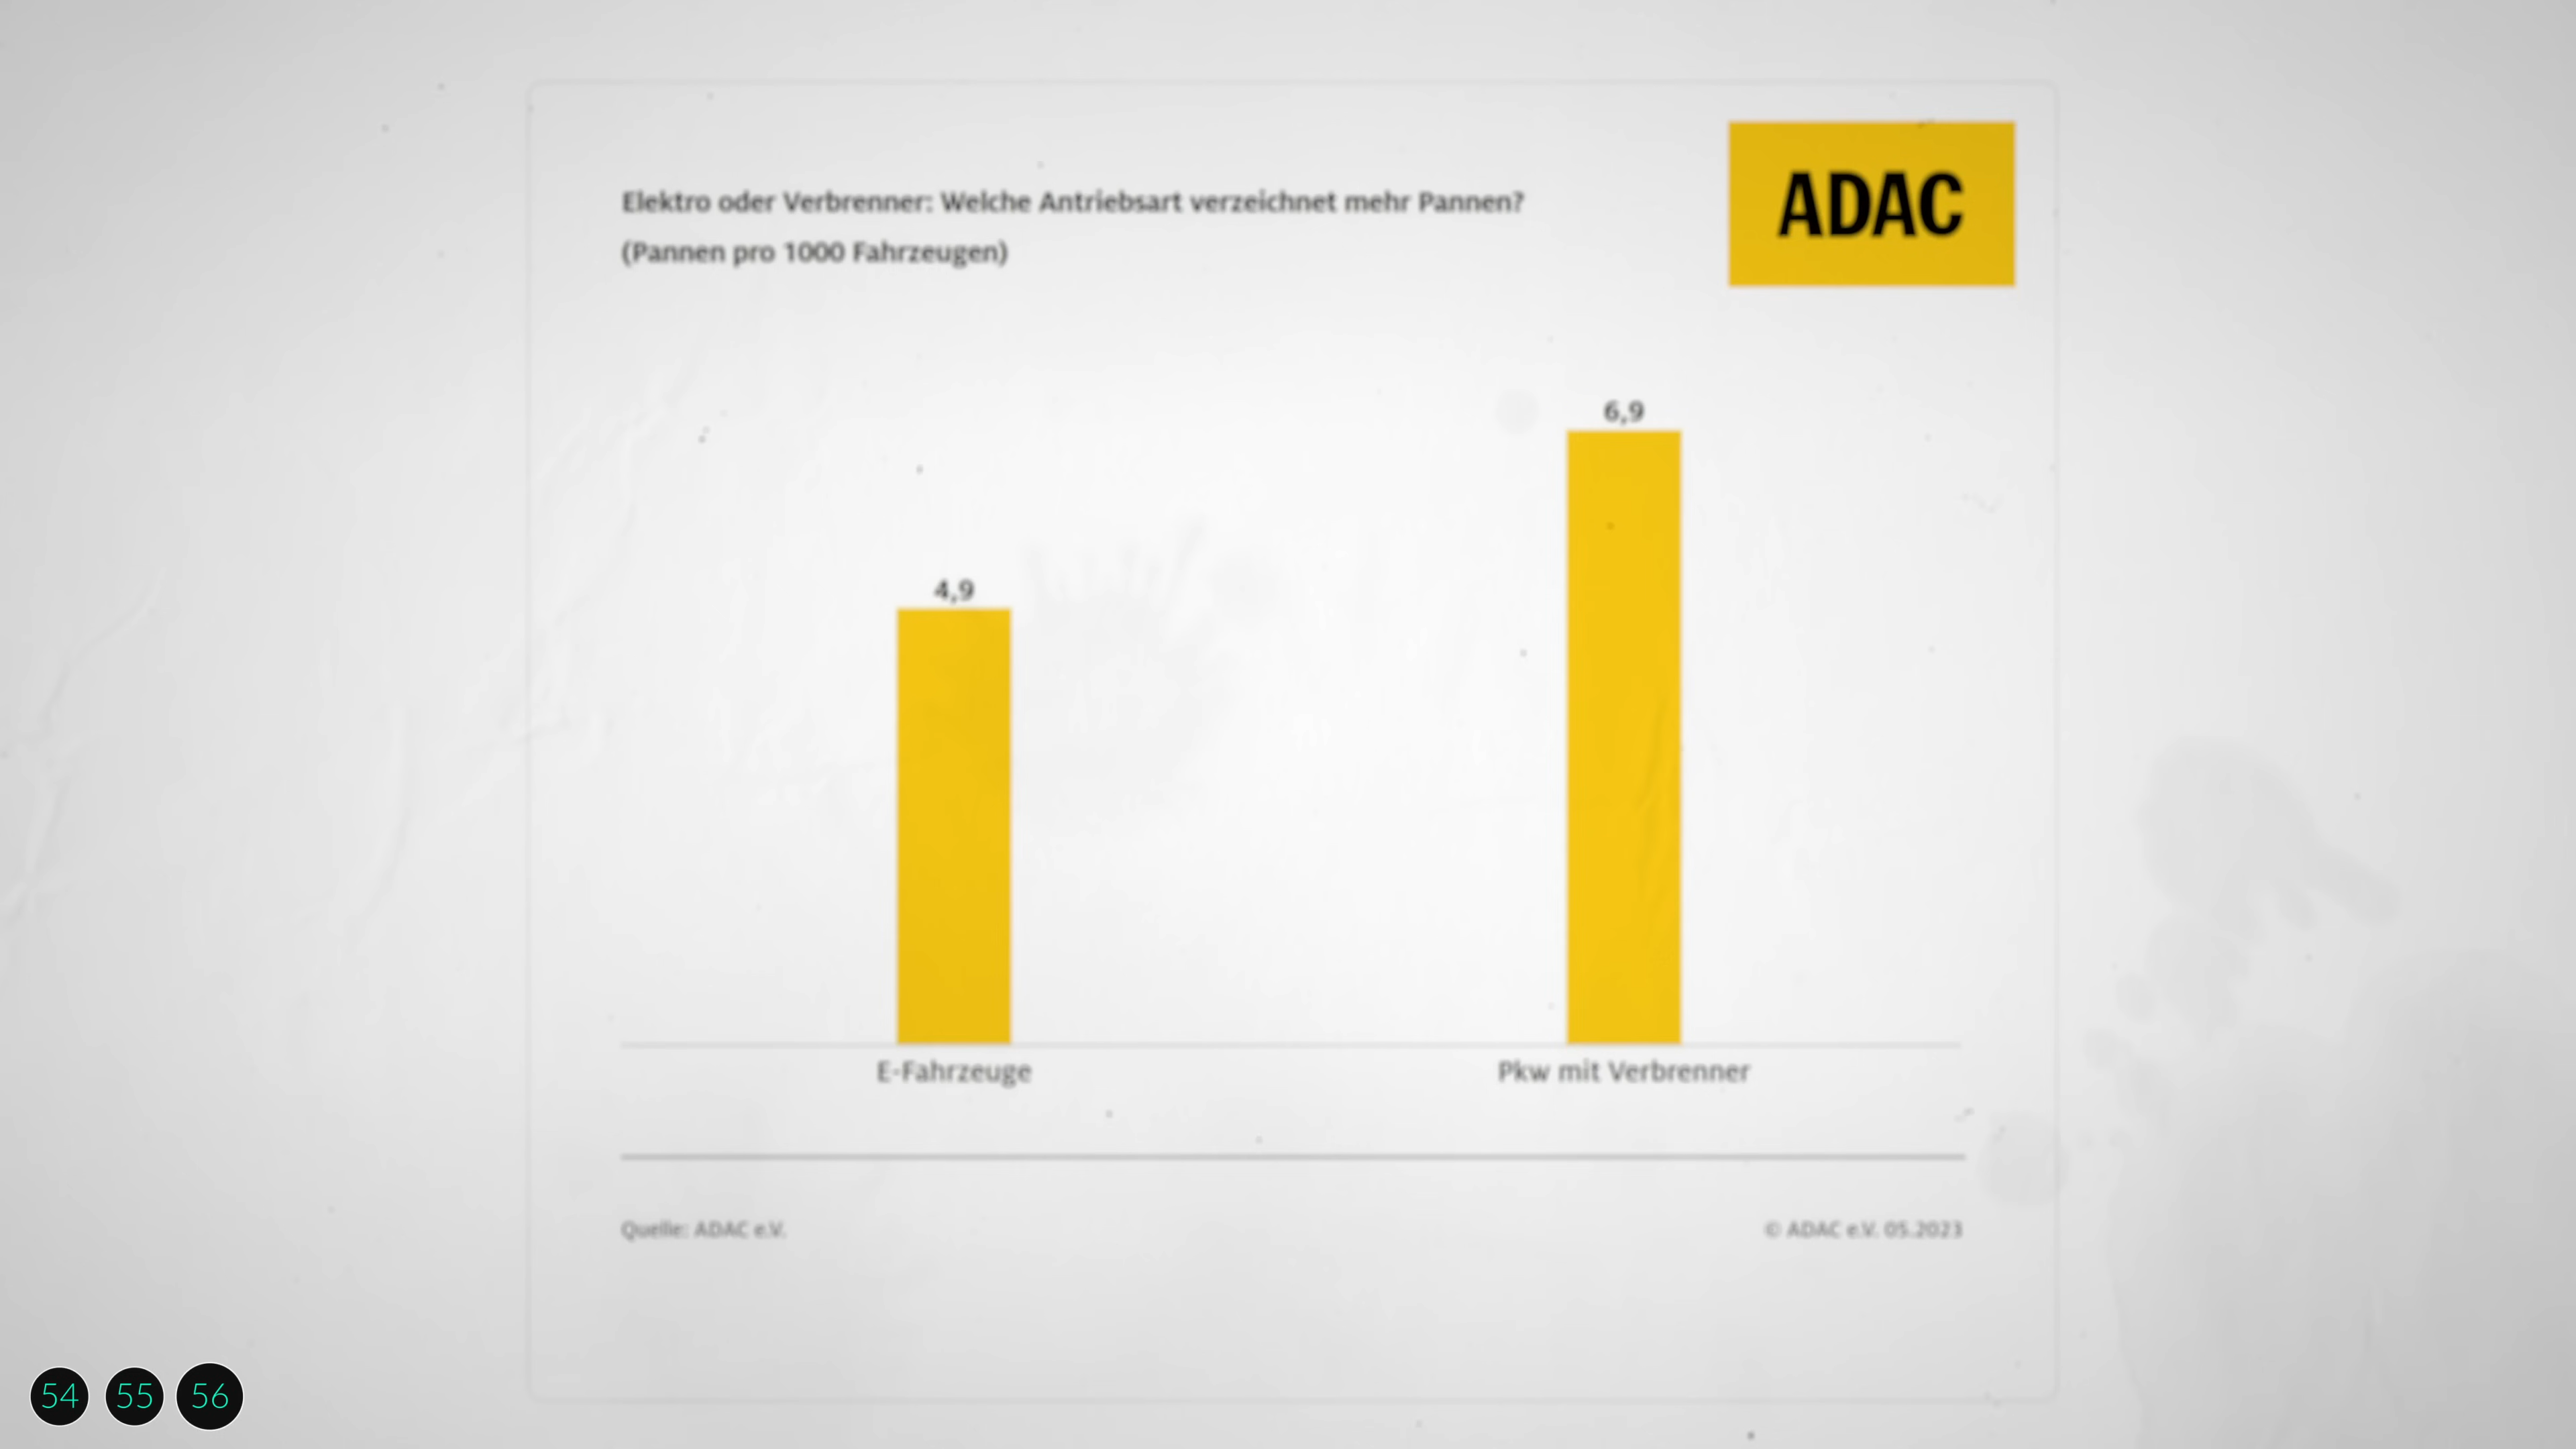 Elektro oder Verbrenner: Welche Antriebsart verzeichnet mehr Pannen?
(Pannen pro 1000 Fahrzeugen)
ADAC
6,9
4,9
E-Fahrzeuge
Pkw mit Verbrenner
Quelle: ADAC e.V.
© ADAC e.V. 05.2023
54 55 56